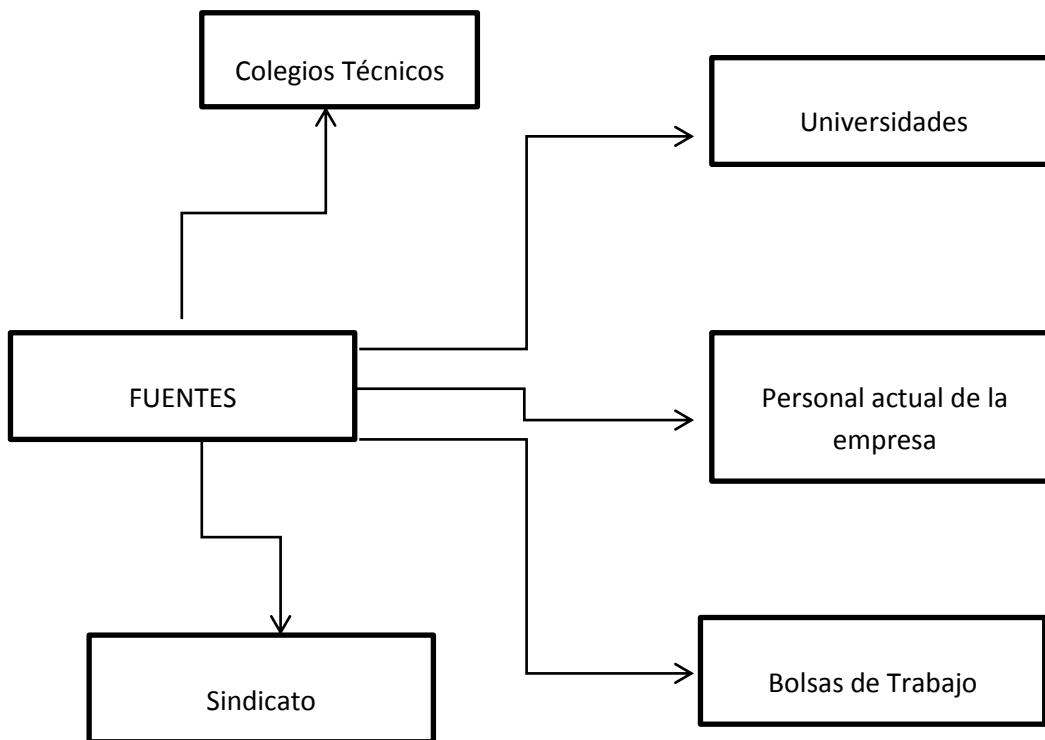 Colegios Técnicos
Universidades
FUENTES
Personal actual de la
empresa
Sindicato
Bolsas de Trabajo